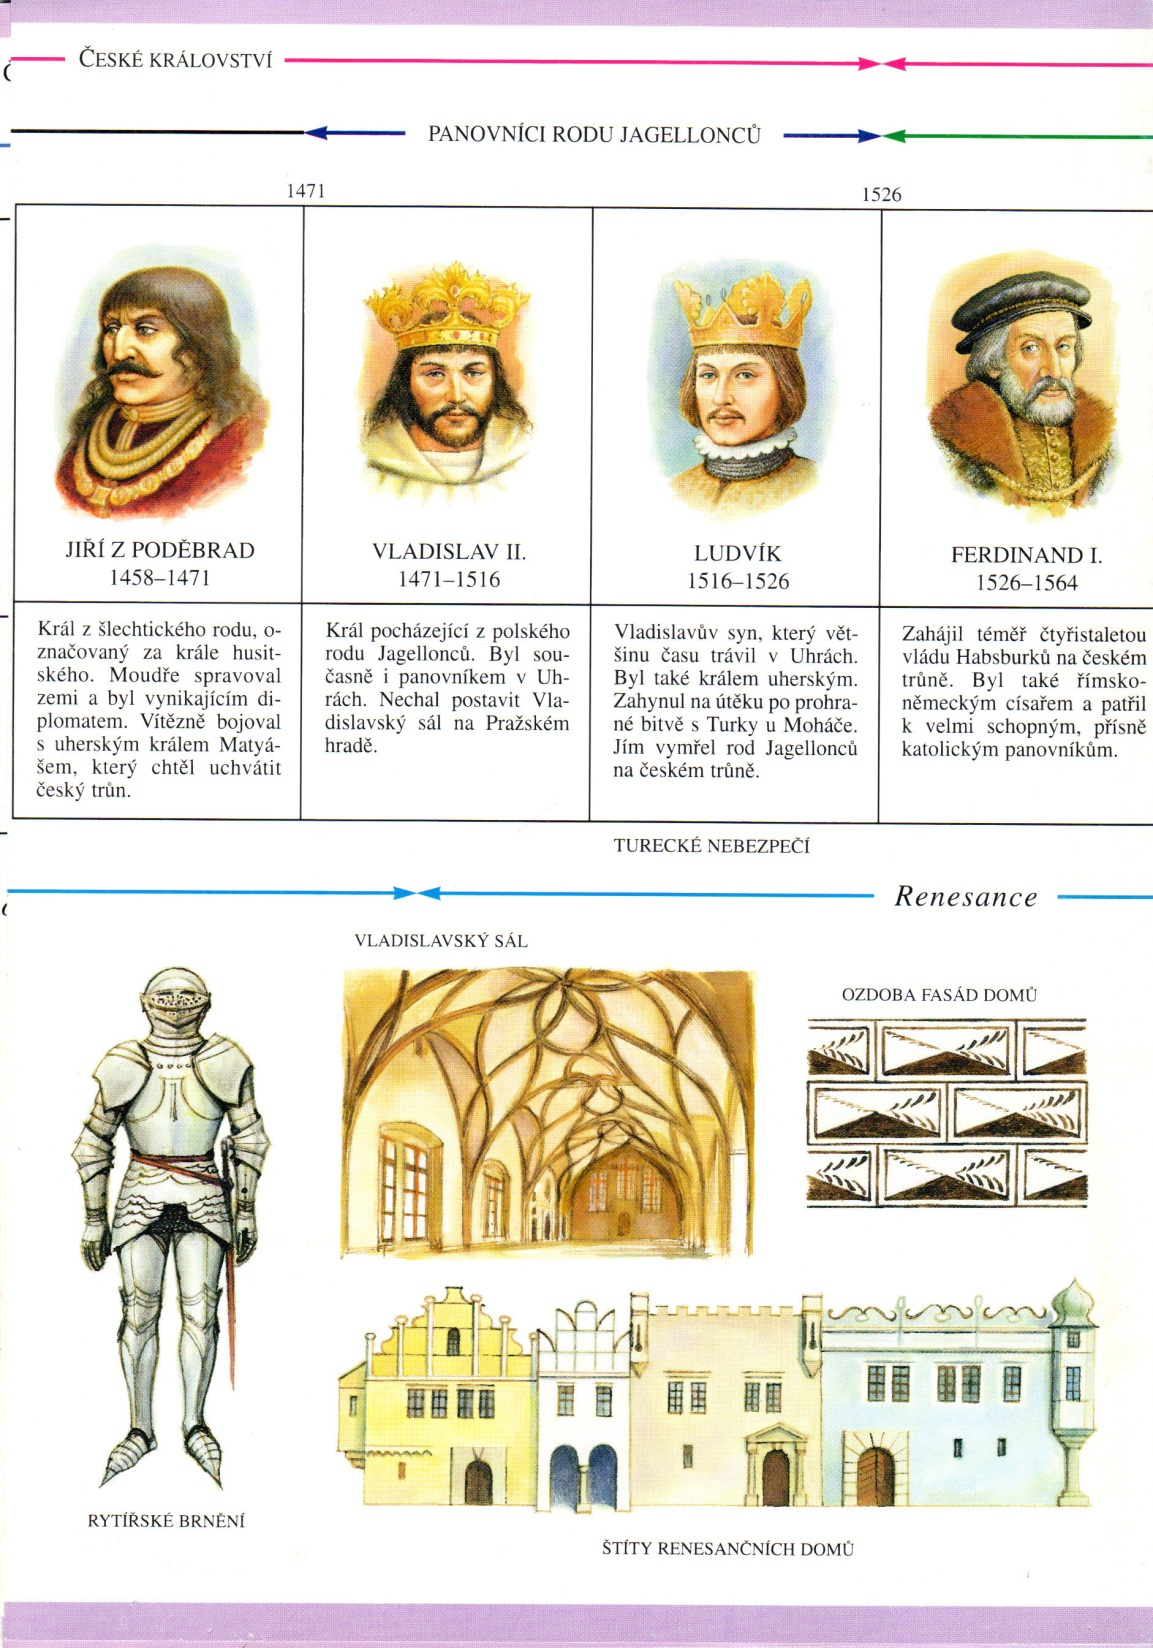 ČESKÉ KRÁLOVSTVÍ
PANOVNÍCI RODU JAGELLONCŮ
1471
1526
JIŘÍ Z PODĚBRAD
1458–1471
Král z šlechtického rodu, o-
značovaný za krále husit-
ského. Moudře spravoval
zemi a byl vynikajícím di-
plomatem. Vítězně bojoval
s uherským králem Matyá-
šem, který chtěl uchvátit
český trůn.
VLADISLAV II.
1471–1516
Král pocházející z polského
rodu Jagellonců. Byl sou-
časně i panovníkem v Uh-
rách. Nechal postavit Vla-
dislavský sál na Pražském
hradě.
LUDVÍK
1516–1526
Vladislavův syn, který vět-
šinu času trávil v Uhrách.
Byl také králem uherským.
Zahynul na útěku po prohra-
né bitvě s Turky u Moháče.
Jím vymřel rod Jagellonců
na českém trůně.
FERDINAND I.
1526–1564
Zahájil téměř čtyřistaletou
vládu Habsburků na českém
trůně. Byl také římsko-
německým císařem a patřil
k velmi schopným, přísně
katolickým panovníkům.
TURECKÉ NEBEZPEČÍ
Renesance
VLADISLAVSKÝ SÁL
OZDOBA FASÁD DOMŮ
RYTÍŘSKÉ BRNĚNÍ
ŠTÍTY RENESANČNÍCH DOMŮ